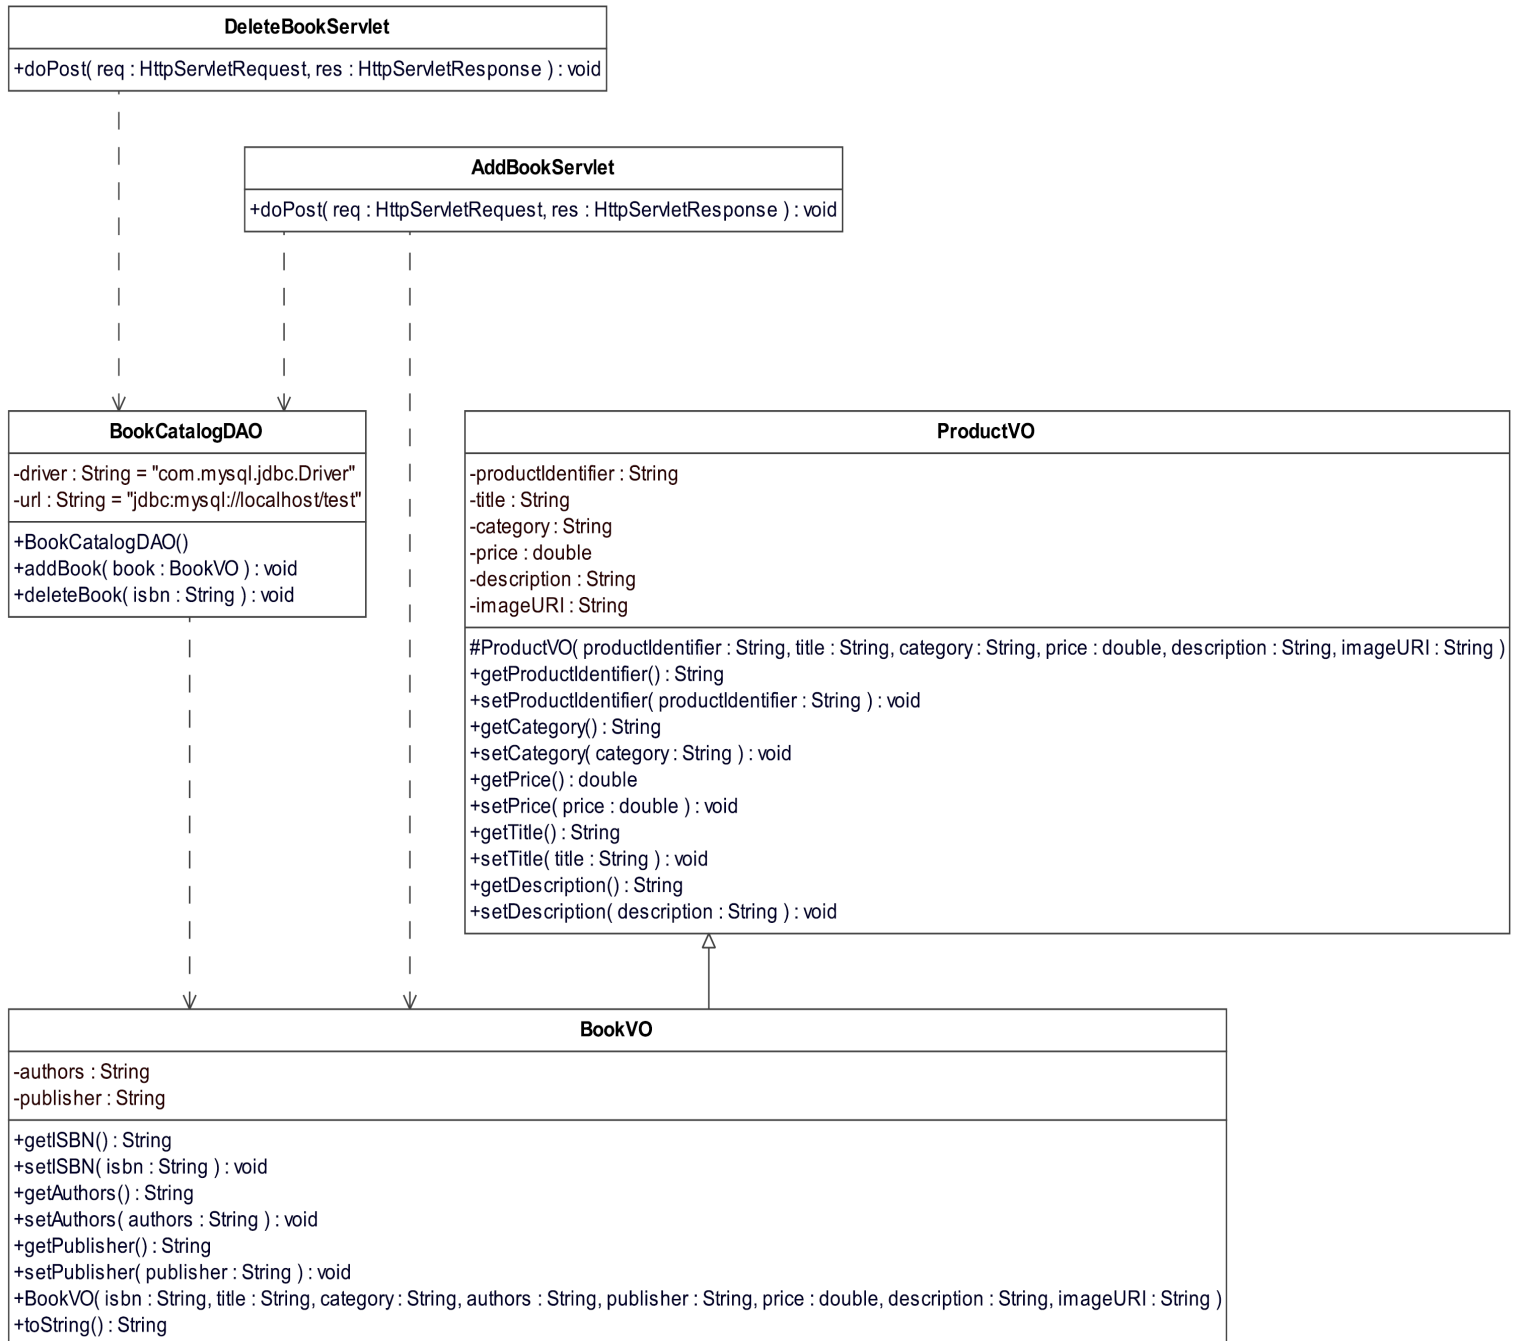 DeleteBookServlet
+doPost( req : HttpServletRequest, res : HttpServletResponse ) : void
AddBookServlet
+doPost( req : HttpServletRequest, res : HttpServletResponse ) : void
BookCatalogDAO
-driver : String = "com.mysql.jdbc.Driver"
-url : String = "jdbc:mysql://localhost/test"
+BookCatalogDAO()
+addBook( book : BookVO ) : void
+deleteBook( isbn : String ) : void
ProductVO
-productIdentifier : String
-title : String
-category : String
-price : double
-description : String
-imageURI : String
#ProductVO( productIdentifier : String, title : String, category : String, price : double, description : String, imageURI : String )
+getProductIdentifier() : String
+setProductIdentifier( productIdentifier : String ) : void
+getCategory() : String
+setCategory( category : String ) : void
+getPrice() : double
+setPrice( price : double ) : void
+getTitle() : String
+setTitle( title : String ) : void
+getDescription() : String
+setDescription( description : String ) : void
BookVO
-authors : String
-publisher : String
+getISBN() : String
+setISBN( isbn : String ) : void
+getAuthors() : String
+setAuthors( authors : String ) : void
+getPublisher() : String
+setPublisher( publisher : String ) : void
+BookVO( isbn : String, title : String, category : String, authors : String, publisher : String, price : double, description : String, imageURI : String )
+toString() : String